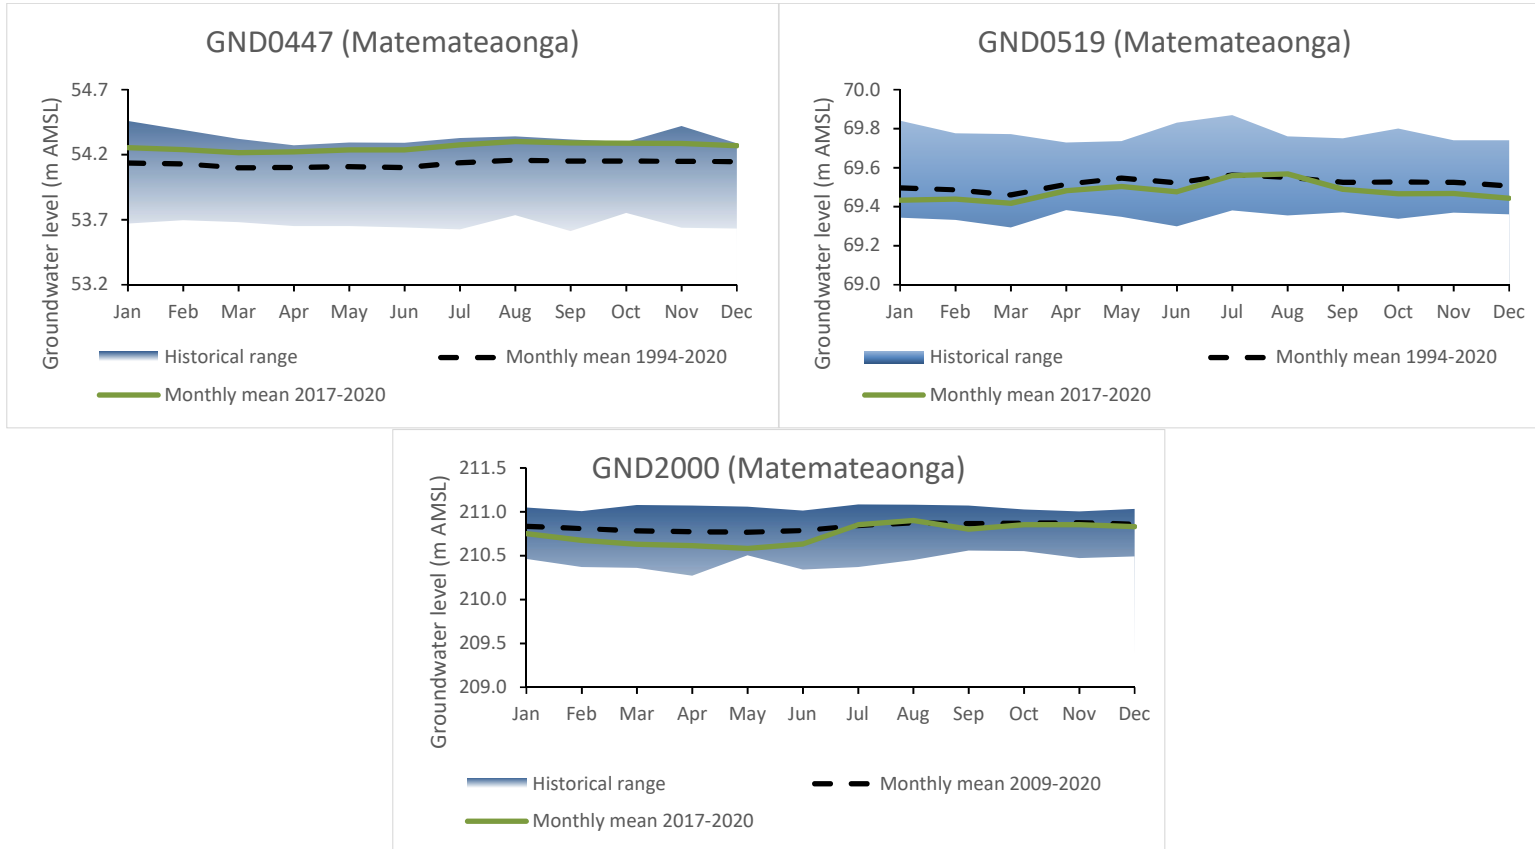 GND0447 (Matemateaonga)
Groundwater level (m AMSL)
54.7
54.2
53.7
53.2
Jan Feb Mar Apr May Jun Jul Aug Sep Oct Nov Dec
Historical range
Monthly mean 1994-2020
Monthly mean 2017-2020
GND0519 (Matemateaonga)
Groundwater level (m AMSL)
70.0
69.8
69.6
69.4
69.2
69.0
Jan Feb Mar Apr May Jun Jul Aug Sep Oct Nov Dec
Historical range
Monthly mean 1994-2020
Monthly mean 2017-2020
GND2000 (Matemateaonga)
Groundwater level (m AMSL)
211.5
211.0
210.5
210.0
209.5
209.0
Jan Feb Mar Apr May Jun Jul Aug Sep Oct Nov Dec
Historical range
Monthly mean 2009-2020
Monthly mean 2017-2020